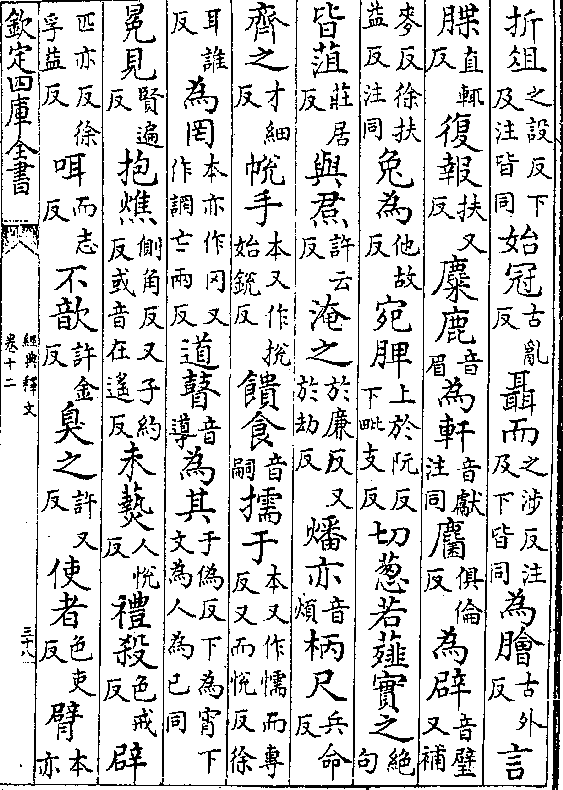 折俎之設反下及注皆同始冠古亂反聶而之涉反注及下皆同為膾古外反言
䐑直輒反復報扶又反麋鹿音眉為軒音獻注同麕俱倫反為辟音璧又補
麥反徐扶益反注同兔為他故反宛脾上於阮反下毗支反切葱若薤實之絕句
皆菹莊居反與焄許云反淹之於廉反又於劫反燔亦音煩柄尺兵命反
齊之才細反帨手本又作挩始銳反饋食音嗣擩于本又作懦而專反又而悅反徐
耳誰反為罔本亦作冈又作調亡兩反道瞽音導為其于偽反下為宵下文為人為己同
冕見賢遍反抱燋側角反又子約反或音在遙反未爇人悅反禮殺色戒反辟
匹亦反徐孚益反咡而志反不歆許金反臭之許又反使者色吏反臂本亦
欽定四庫全書
經典釋文
卷十二
三十八